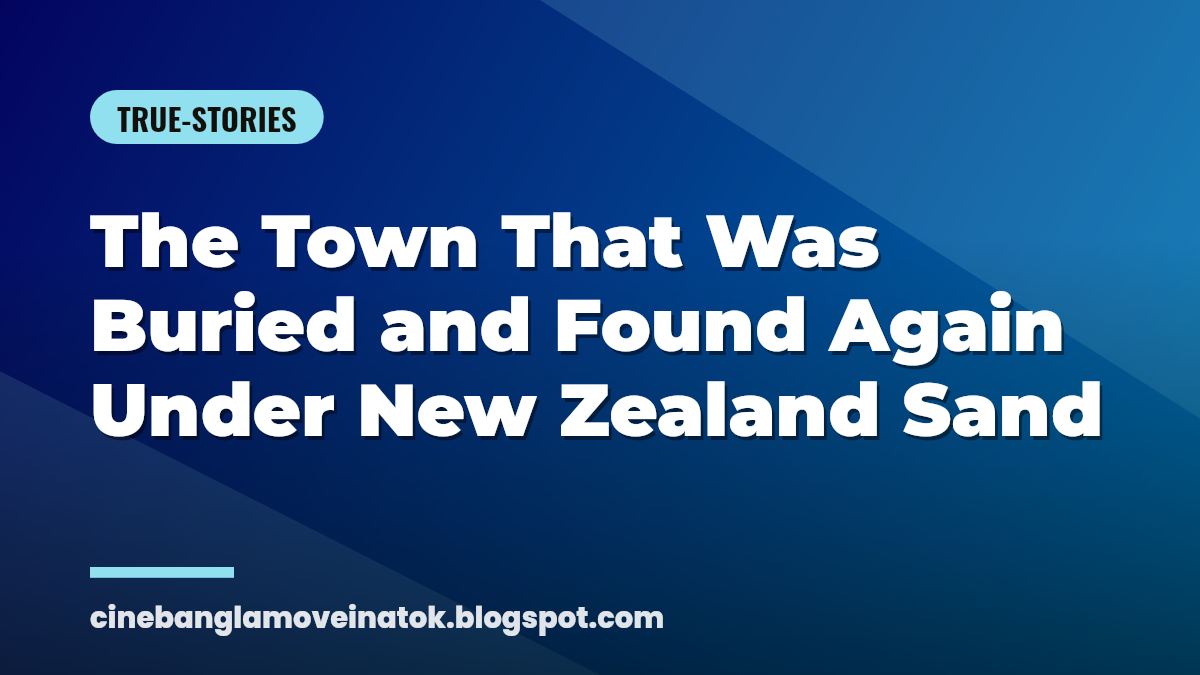 TRUE-STORIES
The Town That Was
Buried and Found Again
Under New Zealand Sand
cinebanglamoveinatok.blogspot.com